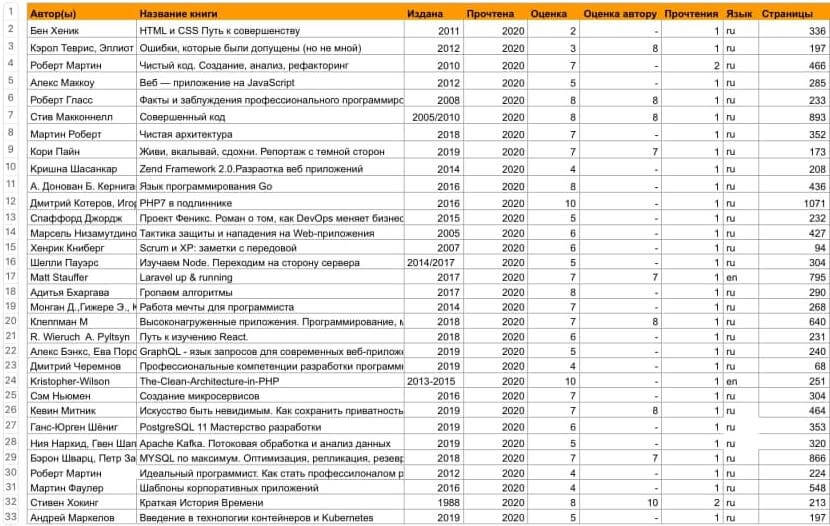 1 Автор(ы) Название книги Издана Прочтена Оценка Оценка автору Прочтения Язык Страницы
2 Бен Хеник HTML и CSS Путь к совершенству 2011 2020 2 - 1 ru 336
3 Кэрол Теврис, Эллиот Ошибки, которые были допущены (но не мной) 2012 2020 3 8 1 ru 197
4 Роберт Мартин Чистый код. Создание, анализ, рефакторинг 2010 2020 7 - 2 ru 466
5 Алекс Маккоу Веб — приложение на JavaScript 2012 2020 5 - 1 ru 285
6 Роберт Гласс Факты и заблуждения профессионального программирс 2008 2020 8 8 1 ru 233
7 Стив Макконнелл Совершенный код 2005/2010 2020 8 8 1 ru 893
8 Мартин Роберт Чистая архитектура 2018 2020 7 - 1 ru 352
9 Кори Пайн Живи, вкалывай, сдохни. Репортаж с темной сторон 2019 2020 7 7 1 ru 173
10 Кришна Шасанкар Zend Framework 2.0.Разраотка веб приложений 2014 2020 4 - 1 ru 208
11 А. Донован Б. Кернига Язык программирования Go 2016 2020 8 - 1 ru 436
12 Дмитрий Котеров, Игор PHP7 в подлиннике 2016 2020 10 - 1 ru 1071
13 Спаффорд Джордж Проект Феникс. Роман о том, как DevOps меняет бизнес 2015 2020 5 - 1 ru 232
14 Марсель Низамутдино Тактика защиты и нападения на Web-приложения 2005 2020 6 - 1 ru 427
15 Хенрик Книберг Scrum и XP: заметки с передовой 2007 2020 6 - 1 ru 94
16 Шелли Пауэрс Изучаем Node. Переходим на сторону сервера 2014/2017 2020 5 - 1 ru 304
17 Matt Stauffer Laravel up & running 2017 2020 7 7 1 en 795
18 Адитья Бхаргава Гропаем алгоритмы 2017 2020 8 - 1 ru 290
19 Монган Д.,Гижере Э., К Работа мечты для программиста 2014 2020 7 - 1 ru 268
20 Клеппман М Высоконагруженные приложения. Программирование, м 2018 2020 7 8 1 ru 640
21 R. Wieruch A. Pyltsyn Путь к изучению React. 2018 2020 6 - 1 ru 231
22 Алекс Бэнкс, Ева Порс GraphQL - язык запросов для современных веб-прилож 2019 2020 5 - 1 ru 240
23 Дмитрий Черемнов Профессиональные компетенции разработки программ 2019 2020 4 - 1 ru 68
24 Kristopher-Wilson The-Clean-Architecture-in-PHP 2013-2015 2020 10 - 1 en 251
25 Сэм Ньюмен Создание микросервисов 2016 2020 7 - 1 ru 304
26 Кевин Митник Искусство быть невидимым. Как сохранить приватность 2019 2020 7 8 1 ru 464
27 Ганс-Юрген Шёниг PostgreSQL 11 Мастерство разработки 2019 2020 6 - 1 ru 353
28 Ния Нархид, Гвен Шап Apache Kafka. Потоковая обработка и анализ данных 2019 2020 5 - 1 ru 320
29 Бэрон Шварц, Петр За MYSQL по максимум. Оптимизация, репликация, резерв 2018 2020 7 7 1 ru 866
30 Роберт Мартин Идеальный программист. Как стать профессилоналом р 2012 2020 4 - 1 ru 224
31 Мартин Фаулер Шаблоны корпоративных приложений 2016 2020 4 - 1 ru 548
32 Стивен Хокинг Краткая История Времени 1988 2020 8 10 2 ru 213
33 Андрей Маркелов Введение в технологии контейнеров и Kubernetes 2019 2020 5 - 1 ru 197